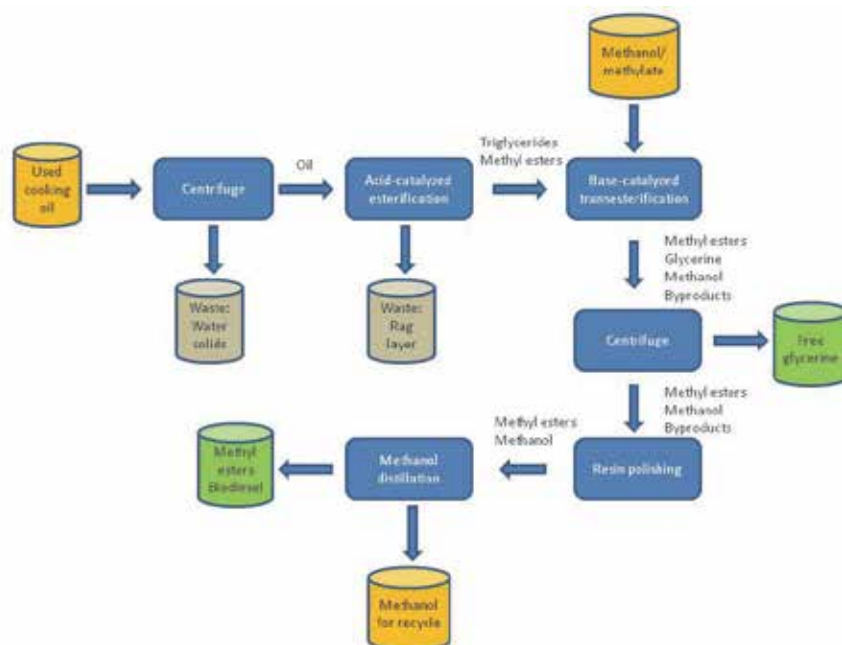 Methanol/
methylate
Triglycerides
Methyl esters
Oil
Used
cooking
oil
Centrifuge
Acid-catalyzed
esterification
Base-catalyzed
transesterification
Methyl esters
Glycerine
Methanol
Byproducts
Waste:
Water
solids
Waste:
Rag
layer
Centrifuge
Free
glycerine
Methyl esters
Methanol
Byproducts
Methyl esters
Methanol
Methyl
esters
Biodiesel
Methanol
distillation
Resin polishing
Methanol
for recycle